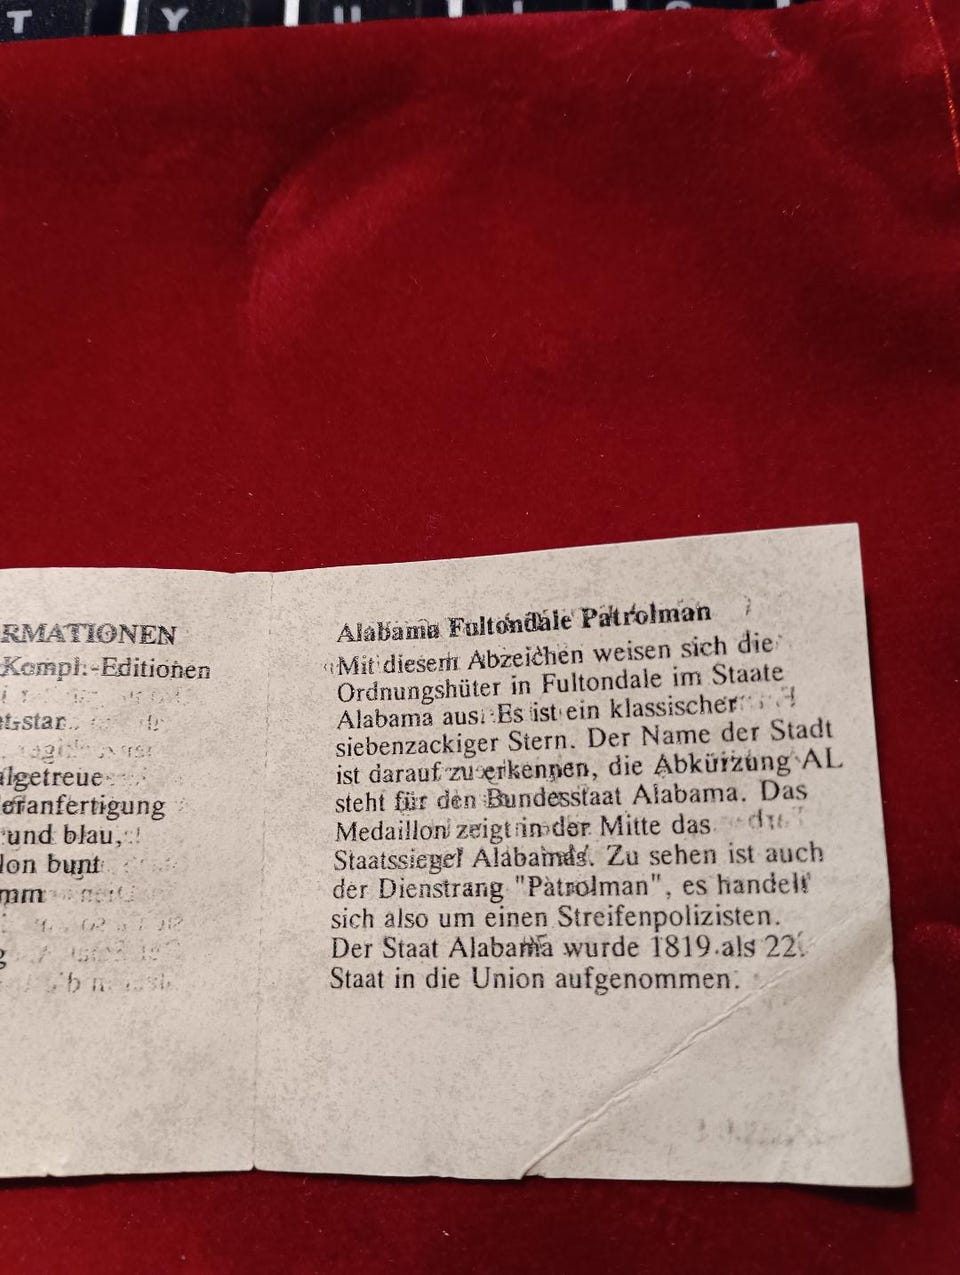 T Y U
RMATIONEN
Kompl.-Editionen
t-star
lgetreue
eranfertigung
und blau,
lon bunt
mm
g
Alabama Fultondale Patrolman
Mit diesem Abzeichen weisen sich die
Ordnungshüter in Fultondale im Staate
Alabama aus. Es ist ein klassischer
siebenzackiger Stern. Der Name der Stadt
ist darauf zu erkennen, die Abkürzung AL
steht für den Bundesstaat Alabama. Das
Medaillon zeigt in der Mitte das
Staatssiegel Alabamas. Zu sehen ist auch
der Dienstrang "Patrolman", es handelt
sich also um einen Streifenpolizisten.
Der Staat Alabama wurde 1819 als 22.
Staat in die Union aufgenommen.